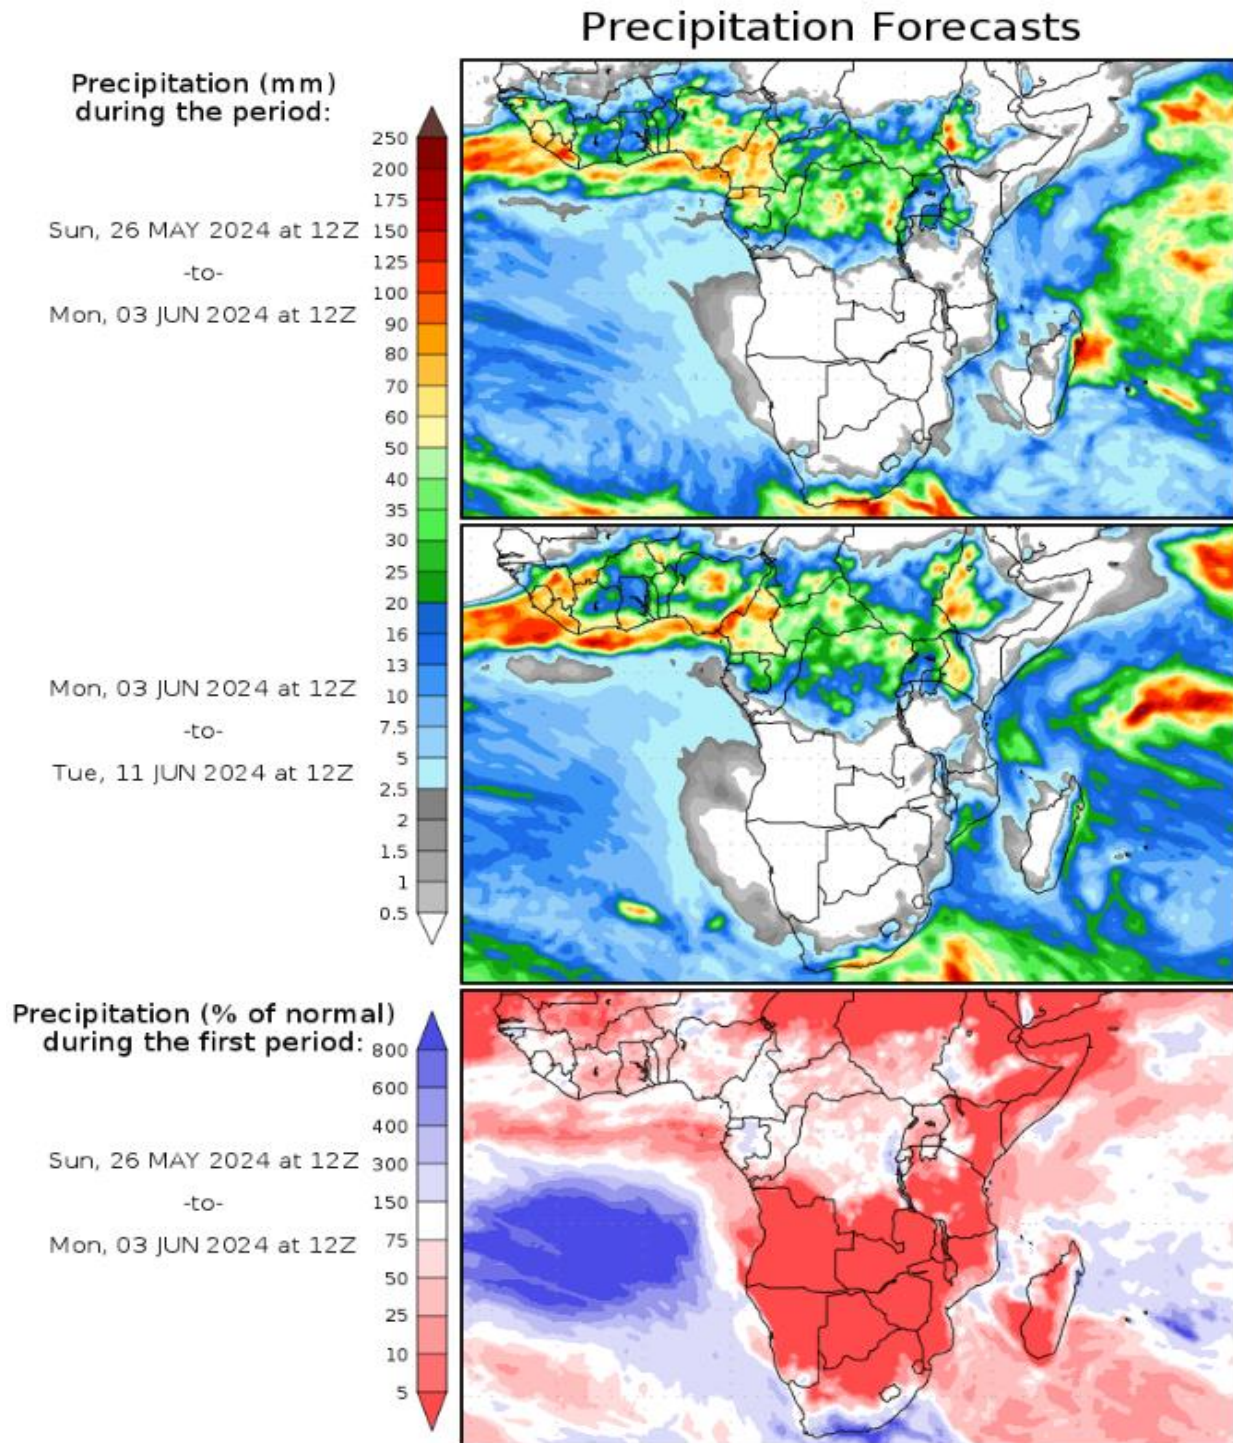 Precipitation Forecasts
Precipitation (mm)
during the period:
250
200
175
150
125
100
90
80
70
60
50
40
35
30
25
20
16
13
10
7.5
5
2.5
2
1.5
1
0.5
Sun, 26 MAY 2024 at 12Z
-to-
Mon, 03 JUN 2024 at 12Z
Mon, 03 JUN 2024 at 12Z
-to-
Tue, 11 JUN 2024 at 12Z
Precipitation (% of normal)
during the first period:
800
600
400
300
150
75
50
25
10
5
Sun, 26 MAY 2024 at 12Z
-to-
Mon, 03 JUN 2024 at 12Z